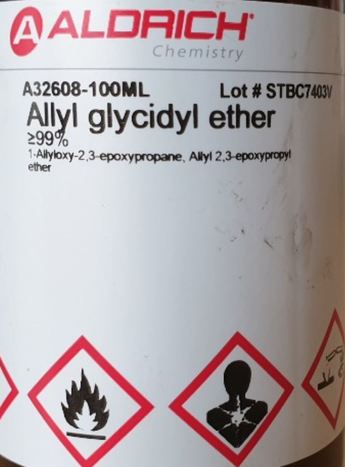 A ALDRICH
Chemistry
A32608-100ML Lot # STBC7403V
Allyl glycidyl ether
≥99%
1-Allyloxy-2,3-epoxypropane, Allyl 2,3-epoxypropyl
ether